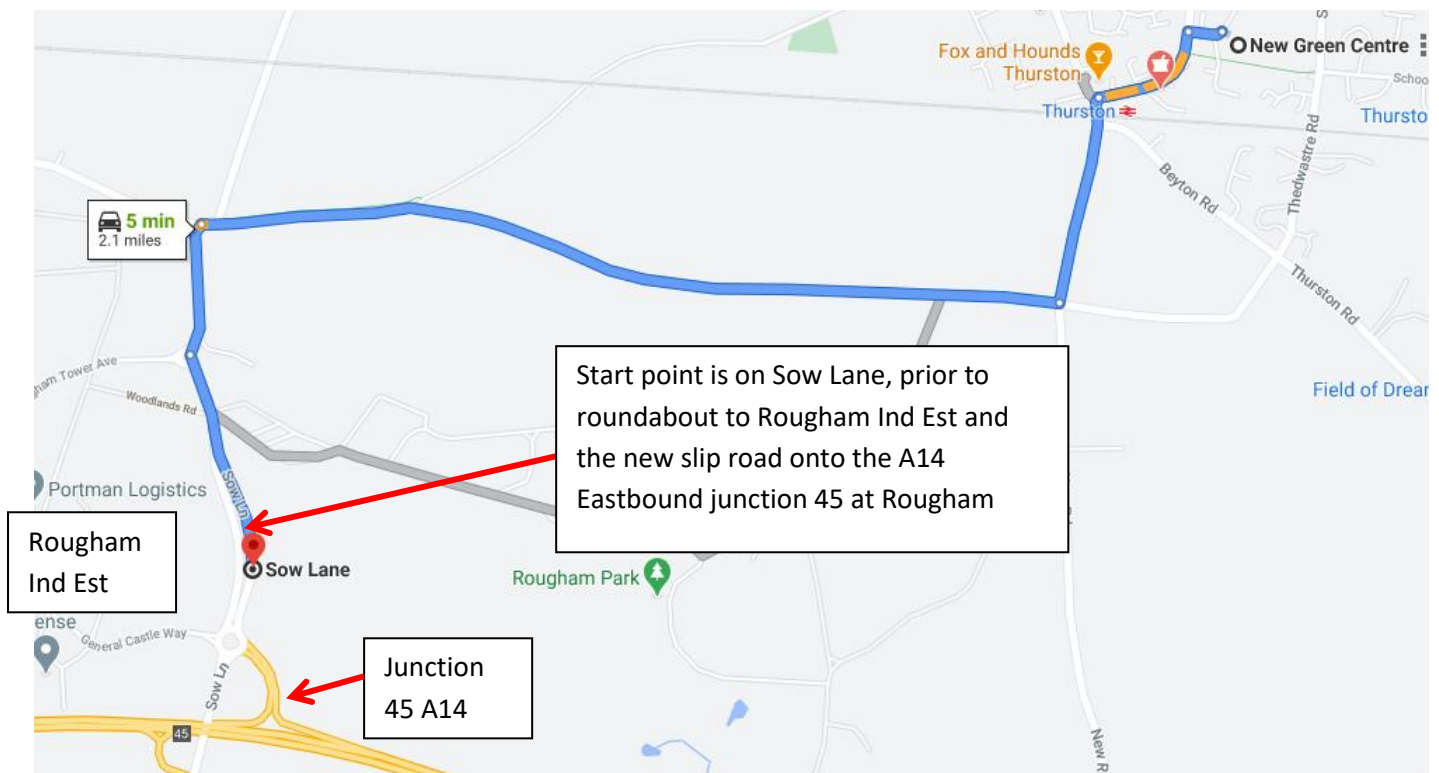 S
Fox and Hounds
Thurston
New Green Centre
Schoo
Thurston
Thursto
Thedwastre Rd
Beyton Rd
5 min
2.1 miles
Thurston Rd
Start point is on Sow Lane, prior to
roundabout to Rougham Ind Est and
the new slip road onto the A14
Eastbound junction 45 at Rougham
ham Tower Ave
Woodlands Rd
Field of Drear
Sow Ln
Portman Logistics
Rougham
Ind Est
Sow Lane
Rougham Park
ense
General Castle Way
Junction
45 A14
Sow Ln
45
New R